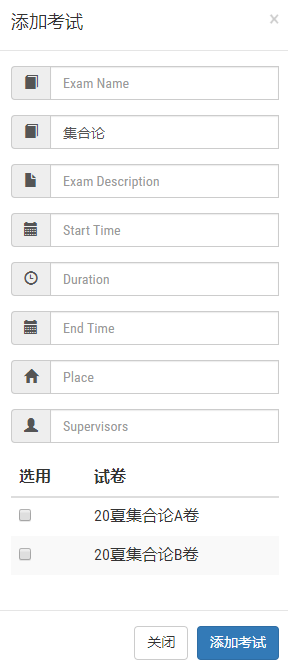 添加考试
×
Exam Name
集合论
Exam Description
Start Time
Duration
End Time
Place
Supervisors
选用 试卷
20夏集合论A卷
20夏集合论B卷
关闭 添加考试